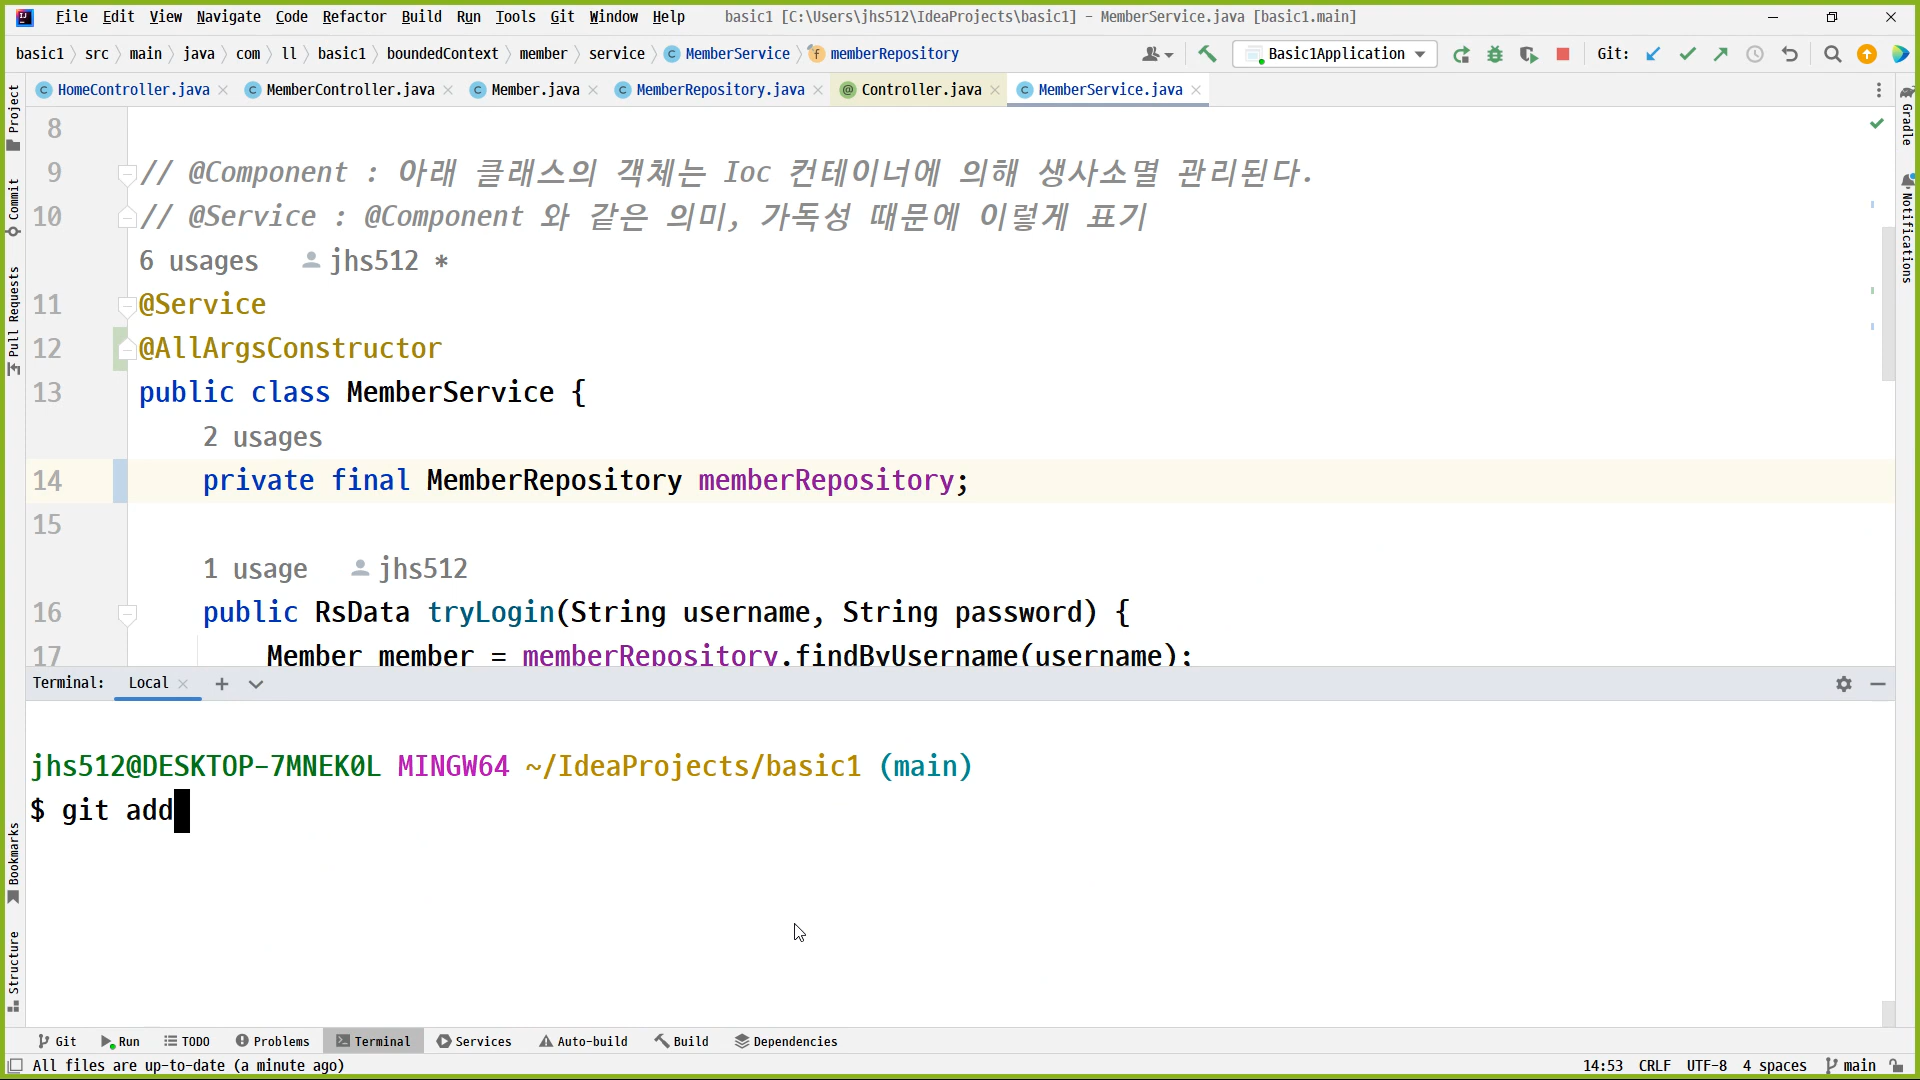 File Edit View Navigate Code Refactor Build Run Tools Git Window Help basic1 [C:\Users\jhs512\IdeaProjects\basic1] - MemberService.java [basic1.main]
basic1 src main java com ll basic1 boundedContext member service MemberService memberRepository Basic1Application Git:
HomeController.java MemberController.java Member.java MemberRepository.java Controller.java MemberService.java
Project
Commit
Pull Requests
Bookmarks
Structure
Gradle
Notifications
8
9 // @Component : 아래 클래스의 객체는 Ioc 컨테이너에 의해 생사소멸 관리된다.
10 // @Service : @Component 와 같은 의미, 가독성 때문에 이렇게 표기
6 usages jhs512 *
11 @Service
12 @AllArgsConstructor
13 public class MemberService {
2 usages
14 private final MemberRepository memberRepository;
15
1 usage jhs512
16 public RsData tryLogin(String username, String password) {
17 Member member = memberRepository.findByUsername(username);
Terminal: Local
jhs512@DESKTOP-7MNEK0L MINGW64 ~/IdeaProjects/basic1 (main)
$ git add
Git Run TODO Problems Terminal Services Auto-build Build Dependencies
All files are up-to-date (a minute ago) 14:53 CRLF UTF-8 4 spaces main